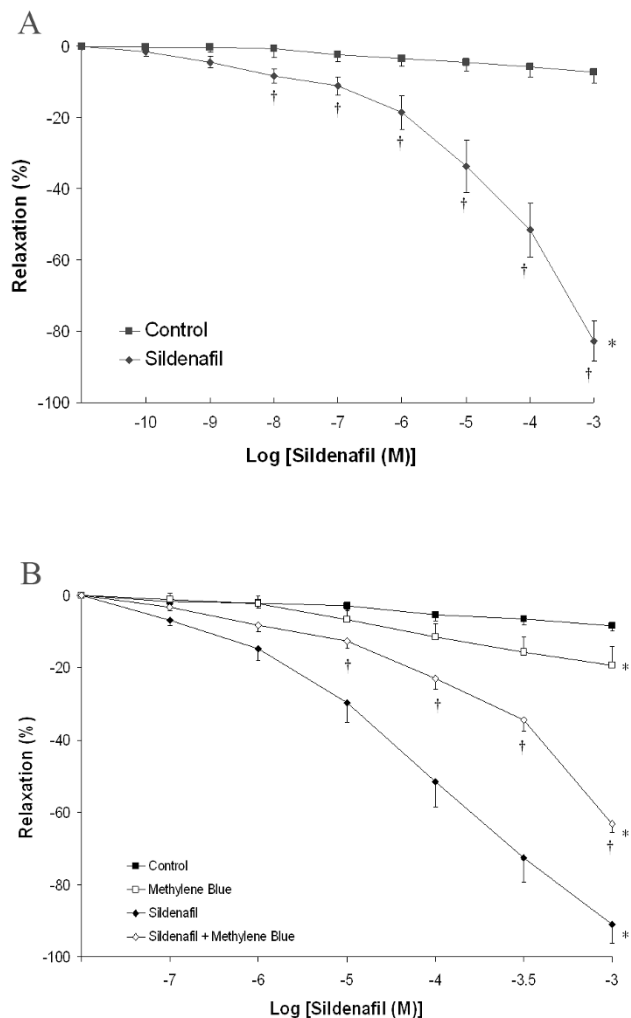 A
0
-20
-40
-60
-80
-100
Relaxation (%)
† † † † † † *
Control
Sildenafil
-10 -9 -8 -7 -6 -5 -4 -3
Log [Sildenafil (M)]
B
0
-20
-40
-60
-80
-100
Relaxation (%)
† † † † * * *
Control
Methylene Blue
Sildenafil
Sildenafil + Methylene Blue
-7 -6 -5 -4 -3.5 -3
Log [Sildenafil (M)]